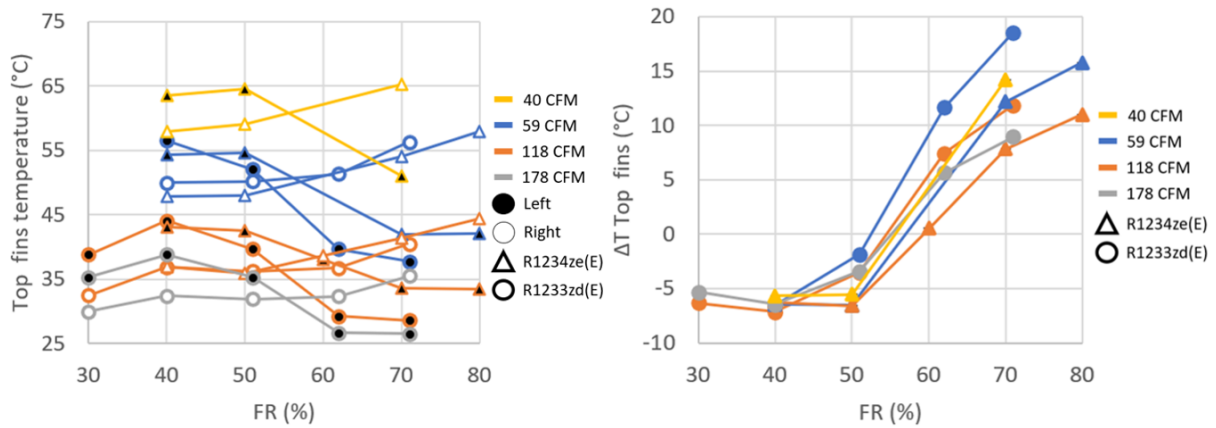 75
65
55
45
35
25
Top fins temperature (°C)
30 40 50 60 70 80
FR (%)
40 CFM
59 CFM
118 CFM
178 CFM
Left
Right
R1234ze(E)
R1233zd(E)
20
15
10
5
0
-5
-10
ΔT Top fins (°C)
30 40 50 60 70 80
FR (%)
40 CFM
59 CFM
118 CFM
178 CFM
R1234ze(E)
R1233zd(E)